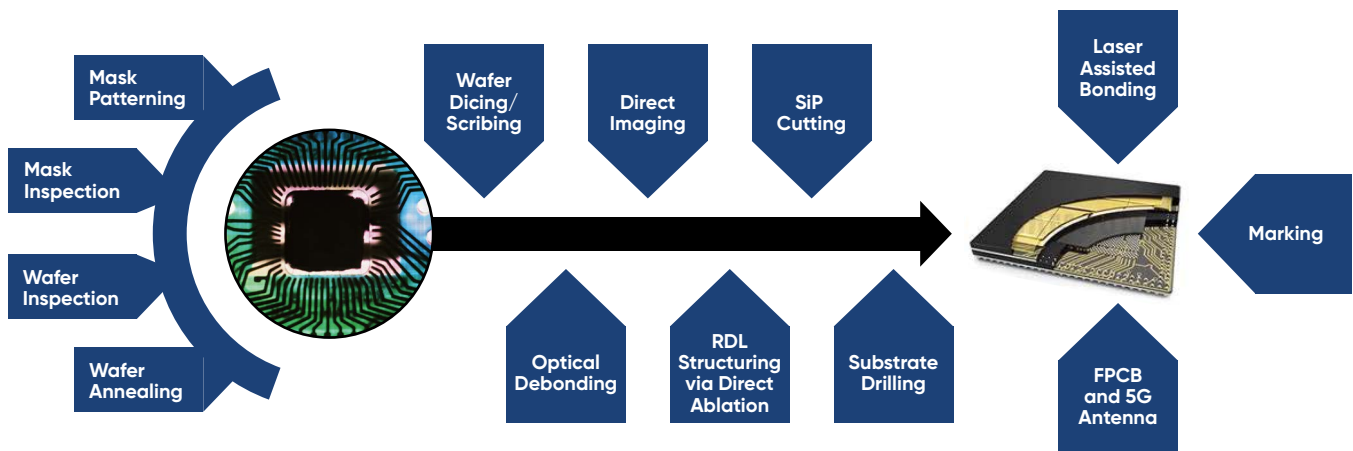 Mask
Patterning
Mask
Inspection
Wafer
Inspection
Wafer
Annealing
Wafer
Dicing/
Scribing
Direct
Imaging
SiP
Cutting
Optical
Debonding
RDL
Structuring
via Direct
Ablation
Substrate
Drilling
Laser
Assisted
Bonding
Marking
FPCB
and 5G
Antenna